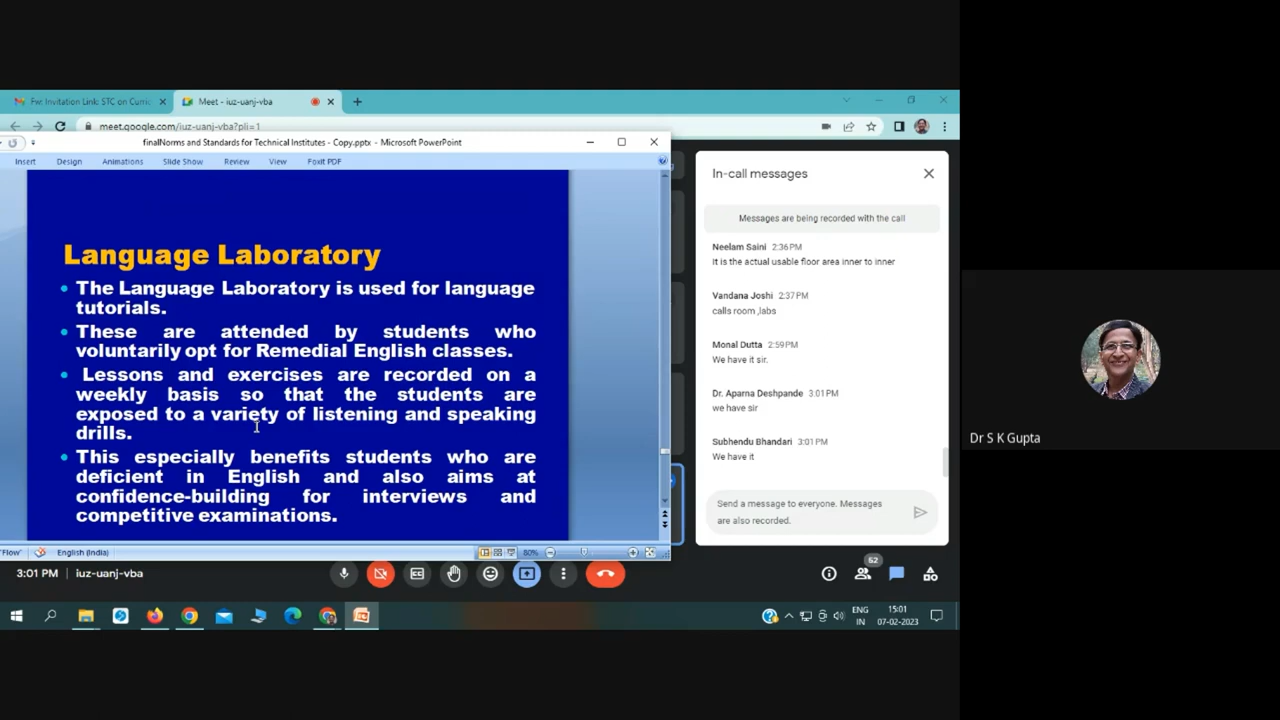 Fw: Invitation Link: STC on Curric
Meet - iuz-uanj-vba
meet.google.com/iuz-uanj-vba?pli=1
finalNorms and Standards for Technical Institutes - Copy.pptx - Microsoft PowerPoint
Insert Design Animations Slide Show Review View Foxit PDF
Language Laboratory
The Language Laboratory is used for language
tutorials.
These are attended by students who
voluntarily opt for Remedial English classes.
Lessons and exercises are recorded on a
weekly basis so that the students are
exposed to a variety of listening and speaking
drills.
This especially benefits students who are
deficient in English and also aims at
confidence-building for interviews and
competitive examinations.
"Flow" English (India) 80%
In-call messages
Messages are being recorded with the call
Neelam Saini 2:36 PM
It is the actual usable floor area inner to inner
Vandana Joshi 2:37 PM
calls room ,labs
Monal Dutta 2:59 PM
We have it sir.
Dr. Aparna Deshpande 3:01 PM
we have sir
Subhendu Bhandari 3:01 PM
We have it
Send a message to everyone. Messages
are also recorded.
3:01 PM | iuz-uanj-vba
62
ENG
IN
15:01
07-02-2023
Dr S K Gupta